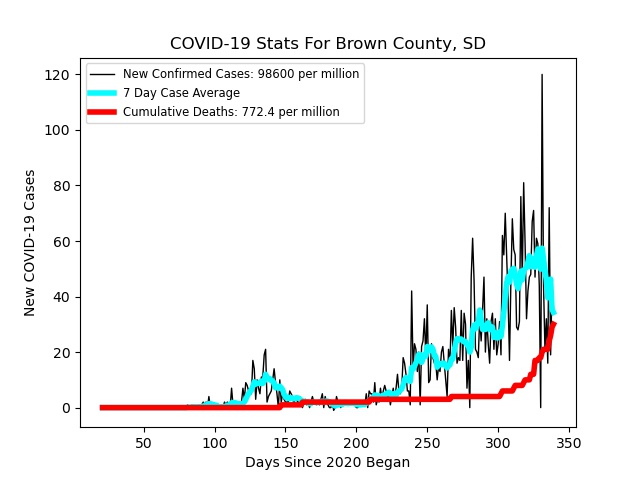 COVID-19 Stats For Brown County, SD
New Confirmed Cases: 98600 per million
7 Day Case Average
Cumulative Deaths: 772.4 per million
New COVID-19 Cases
120
100
80
60
40
20
0
50 100 150 200 250 300 350
Days Since 2020 Began